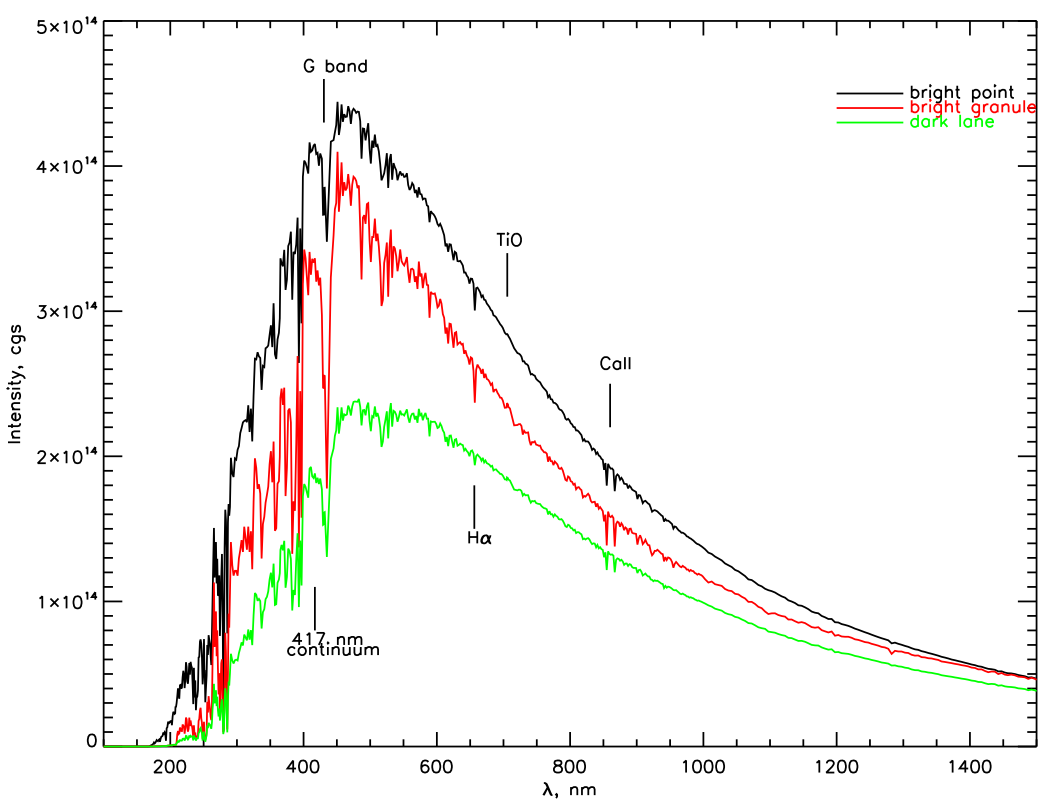 5×10¹⁴
G band
bright point
bright granule
dark lane
4×10¹⁴
TiO
3×10¹⁴
CaII
Intensity, cgs
2×10¹⁴
Hα
1×10¹⁴
417 nm
continuum
0
200 400 600 800 1000 1200 1400
λ, nm